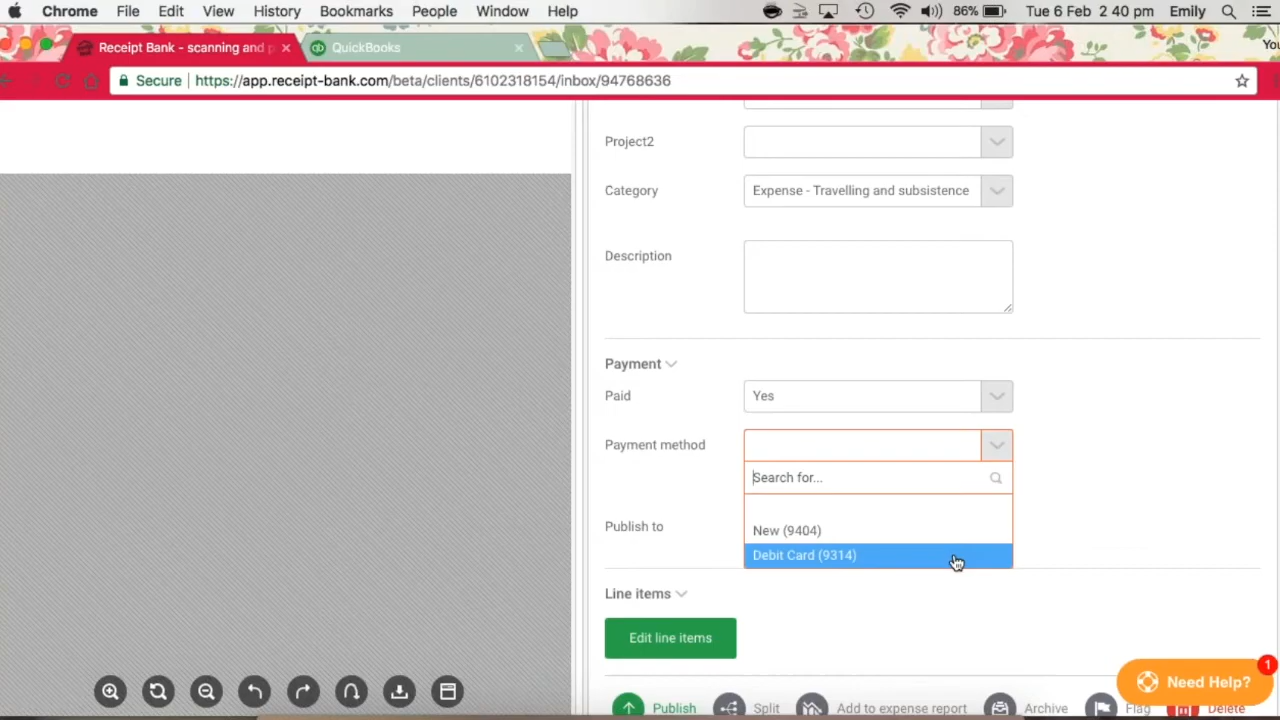 Chrome File Edit View History Bookmarks People Window Help 86% Tue 6 Feb 2 40 pm Emily
Receipt Bank - scanning and p QuickBooks You
Secure https://app.receipt-bank.com/beta/clients/6102318154/inbox/94768636
Project2
Category Expense - Travelling and subsistence
Description
Payment
Paid Yes
Payment method
Search for...
Publish to
New (9404)
Debit Card (9314)
Line items
Edit line items
1
Need Help?
Publish Split Add to expense report Archive Flag Delete